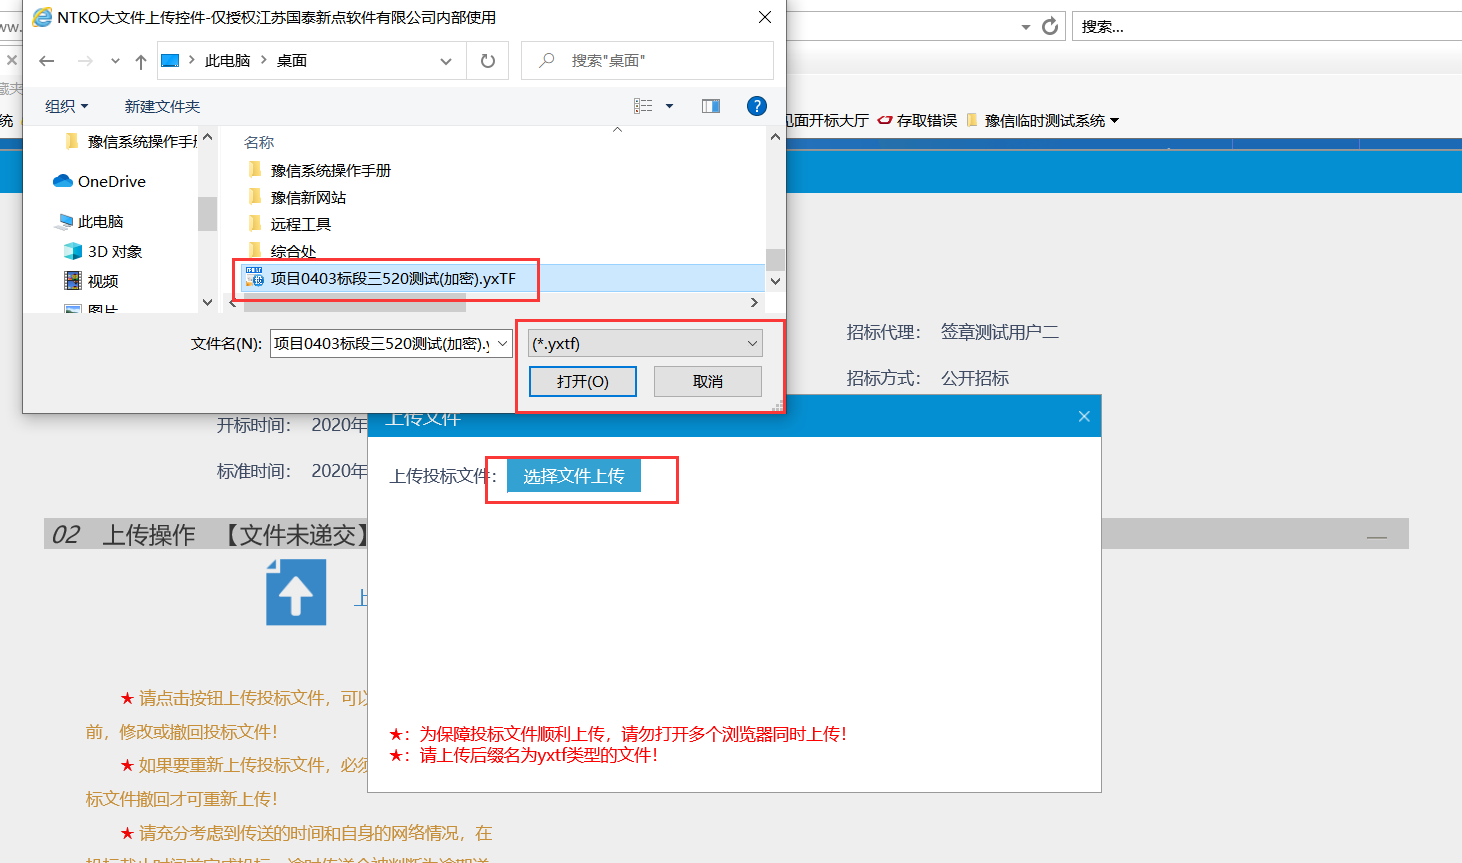 NTKO大文件上传控件-仅授权江苏国泰新点软件有限公司内部使用
ww.
搜索...
此电脑 桌面
搜索"桌面"
组织 新建文件夹
藏夹
统
见面开标大厅 存取错误 豫信临时测试系统
豫信系统操作手册
OneDrive
此电脑
3D 对象
视频
图片
名称
豫信系统操作手册
豫信新网站
远程工具
综合处
项目0403标段三520测试(加密).yxTF
文件名(N): 项目0403标段三520测试(加密).y
(*.yxtf)
打开(O) 取消
招标代理： 签章测试用户二
招标方式： 公开招标
开标时间： 2020年
标准时间： 2020年
上传文件
上传投标文件： 选择文件上传
02 上传操作 【文件未递交】
上
★ 请点击按钮上传投标文件，可以
前，修改或撤回投标文件！
★ 如果要重新上传投标文件，必须
标文件撤回才可重新上传！
★ 请充分考虑到传送的时间和自身的网络情况，在
★：为保障投标文件顺利上传，请勿打开多个浏览器同时上传！
★：请上传后缀名为yxtf类型的文件！